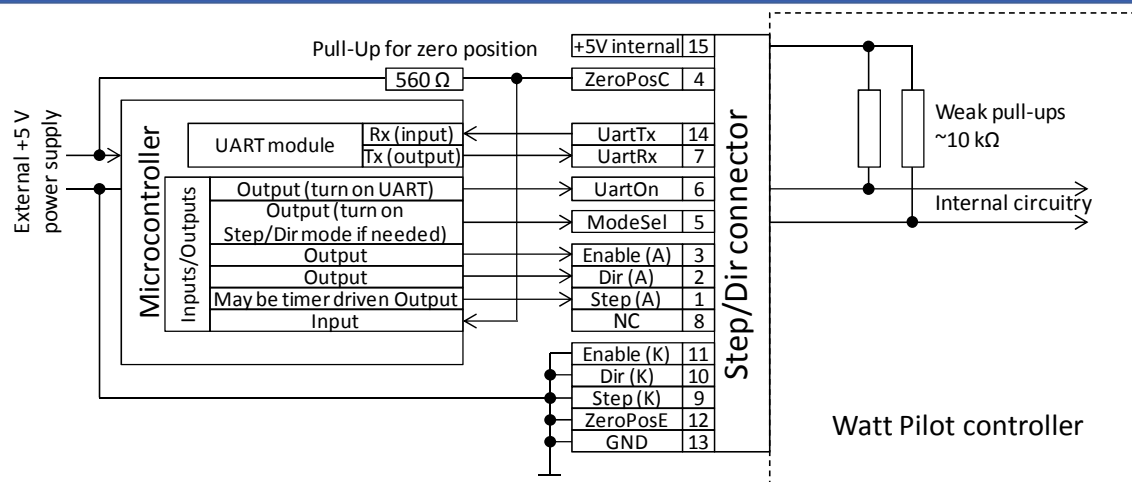 Pull-Up for zero position
560 Ω
External +5 V
power supply
Microcontroller
UART module
Rx (input)
Tx (output)
Inputs/Outputs
Output (turn on UART)
Output (turn on
Step/Dir mode if needed)
Output
Output
May be timer driven Output
Input
+5V internal 15
ZeroPosC 4
UartTx 14
UartRx 7
UartOn 6
ModeSel 5
Enable (A) 3
Dir (A) 2
Step (A) 1
NC 8
Enable (K) 11
Dir (K) 10
Step (K) 9
ZeroPosE 12
GND 13
Step/Dir connector
Weak pull-ups
~10 kΩ
Internal circuitry
Watt Pilot controller